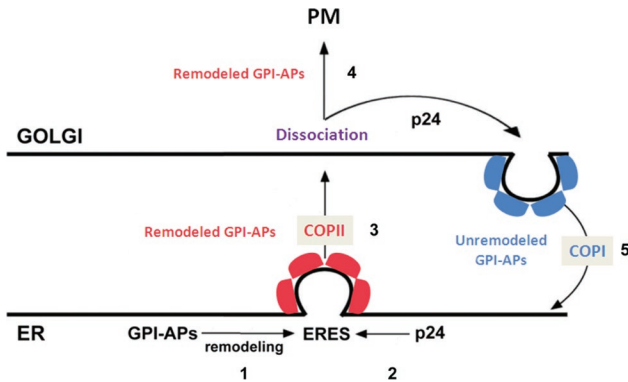 PM
Remodeled GPI-APs
4
p24
GOLGI
Dissociation
Remodeled GPI-APs
COPII
3
Unremodeled
GPI-APs
COPI
5
ER
GPI-APs
remodeling
ERES
p24
1
2